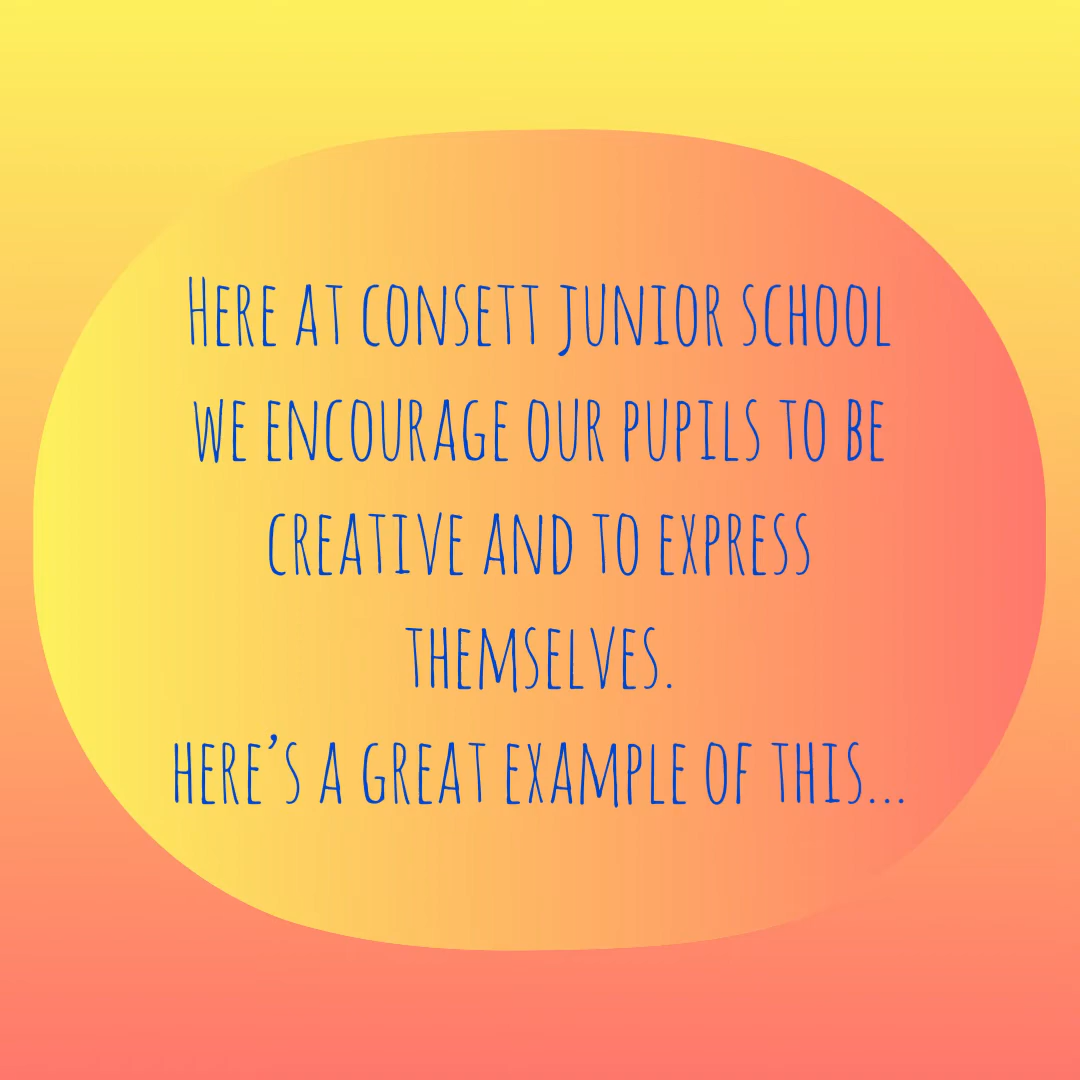 Here at Consett Junior School
we encourage our pupils to be
creative and to express
themselves.
Here's a great example of this...